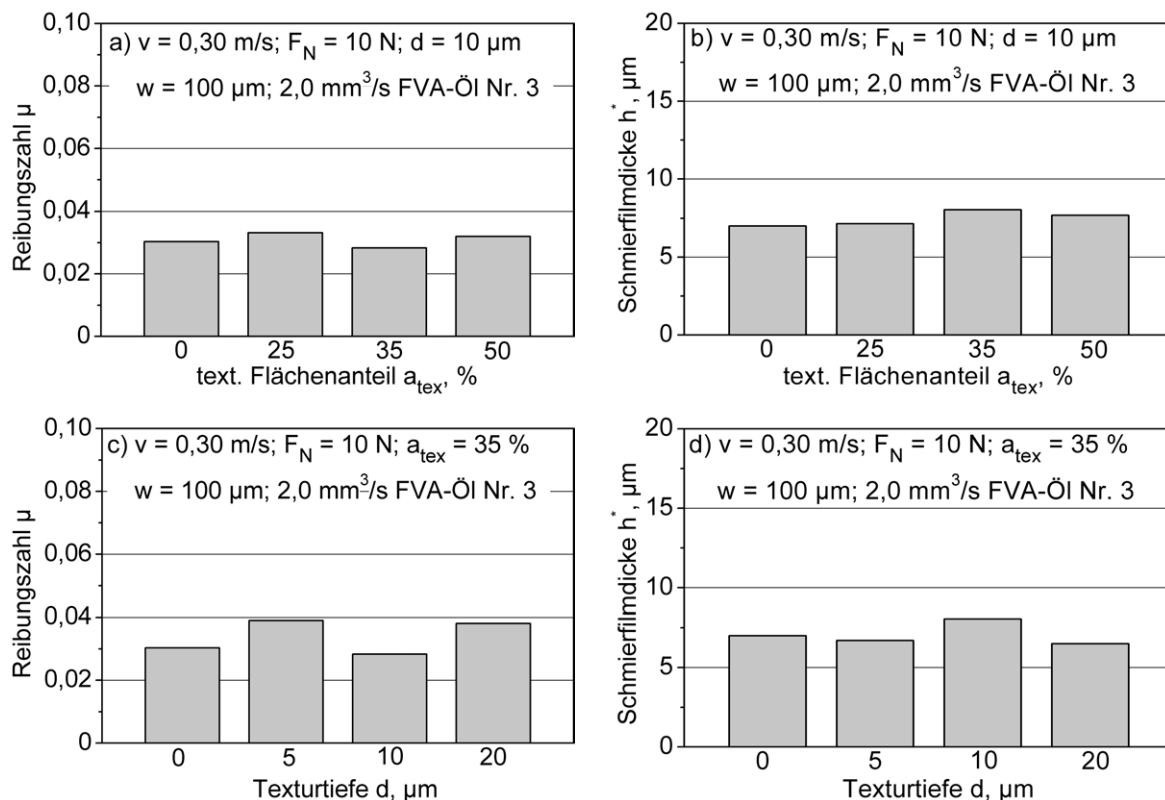 a) v = 0,30 m/s; F_N = 10 N; d = 10 µm
w = 100 µm; 2,0 mm³/s FVA-Öl Nr. 3
Reibungszahl µ
0,10
0,08
0,06
0,04
0,02
0
0 25 35 50
text. Flächenanteil a_tex, %
b) v = 0,30 m/s; F_N = 10 N; d = 10 µm
w = 100 µm; 2,0 mm³/s FVA-Öl Nr. 3
Schmierfilmdicke h*, µm
20
15
10
5
0
0 25 35 50
text. Flächenanteil a_tex, %
c) v = 0,30 m/s; F_N = 10 N; a_tex = 35 %
w = 100 µm; 2,0 mm³/s FVA-Öl Nr. 3
Reibungszahl µ
0,10
0,08
0,06
0,04
0,02
0
0 5 10 20
Texturtiefe d, µm
d) v = 0,30 m/s; F_N = 10 N; a_tex = 35 %
w = 100 µm; 2,0 mm³/s FVA-Öl Nr. 3
Schmierfilmdicke h*, µm
20
15
10
5
0
0 5 10 20
Texturtiefe d, µm